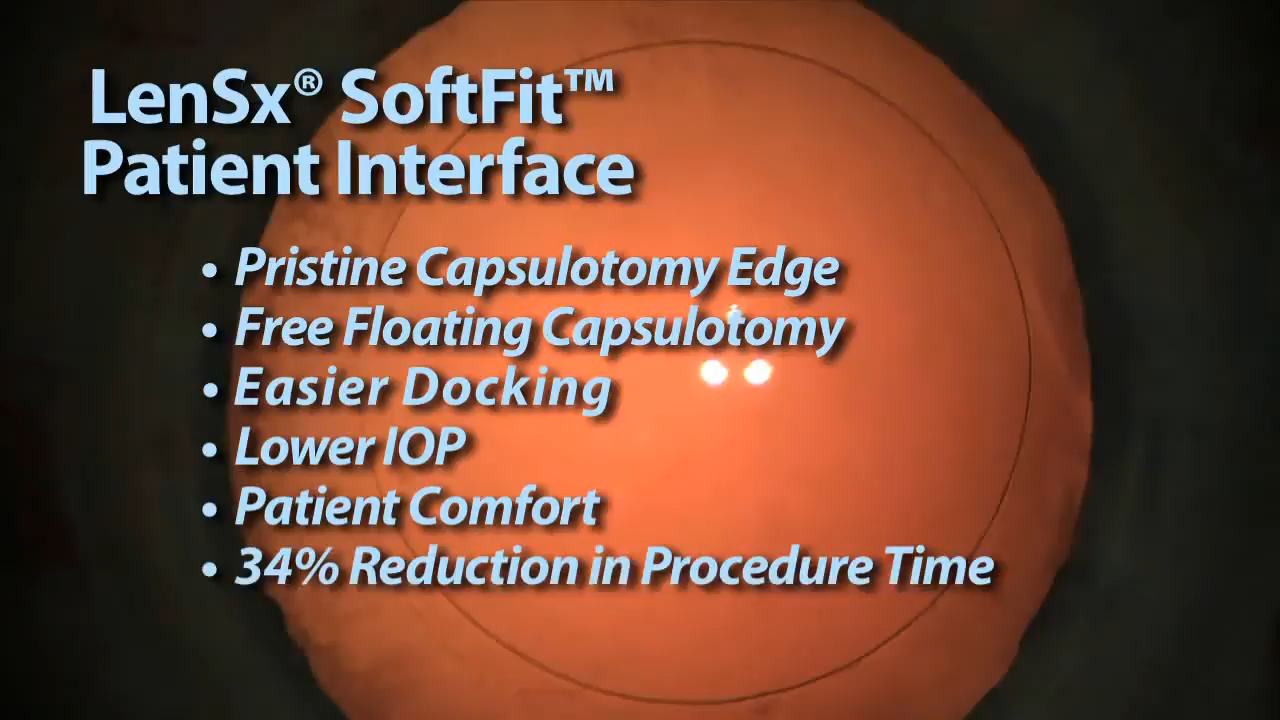 LenSx® SoftFit™
Patient Interface
• Pristine Capsulotomy Edge
• Free Floating Capsulotomy
• Easier Docking
• Lower IOP
• Patient Comfort
• 34% Reduction in Procedure Time